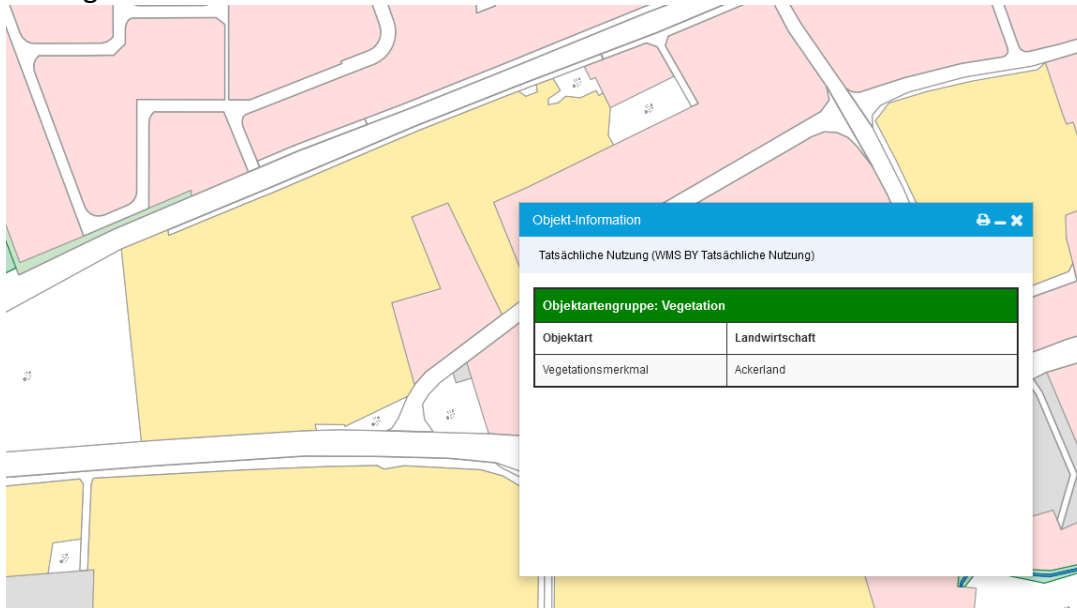 Objekt-Information
Tatsächliche Nutzung (WMS BY Tatsächliche Nutzung)
Objektartengruppe: Vegetation
Objektart Landwirtschaft
Vegetationsmerkmal Ackerland